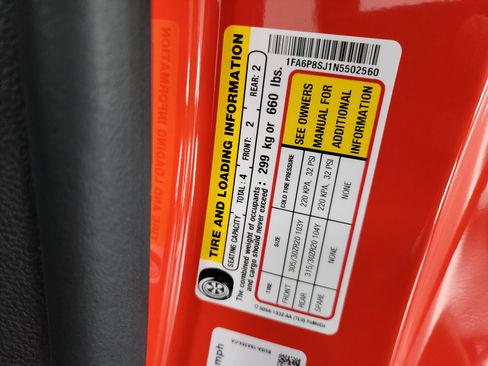 1FA6P8SJ1N5502560
TIRE AND LOADING INFORMATION
SEATING CAPACITY TOTAL: 4 FRONT: 2 REAR: 2
The combined weight of occupants
and cargo should never exceed: 299 kg or 660 lbs.
TIRE SIZE COLD TIRE PRESSURE
FRONT 305/30ZR20 103Y 220 KPA, 32 PSI
REAR 315/30ZR20 104Y 220 KPA, 32 PSI
SPARE NONE NONE
SEE OWNERS
MANUAL FOR
ADDITIONAL
INFORMATION
mph